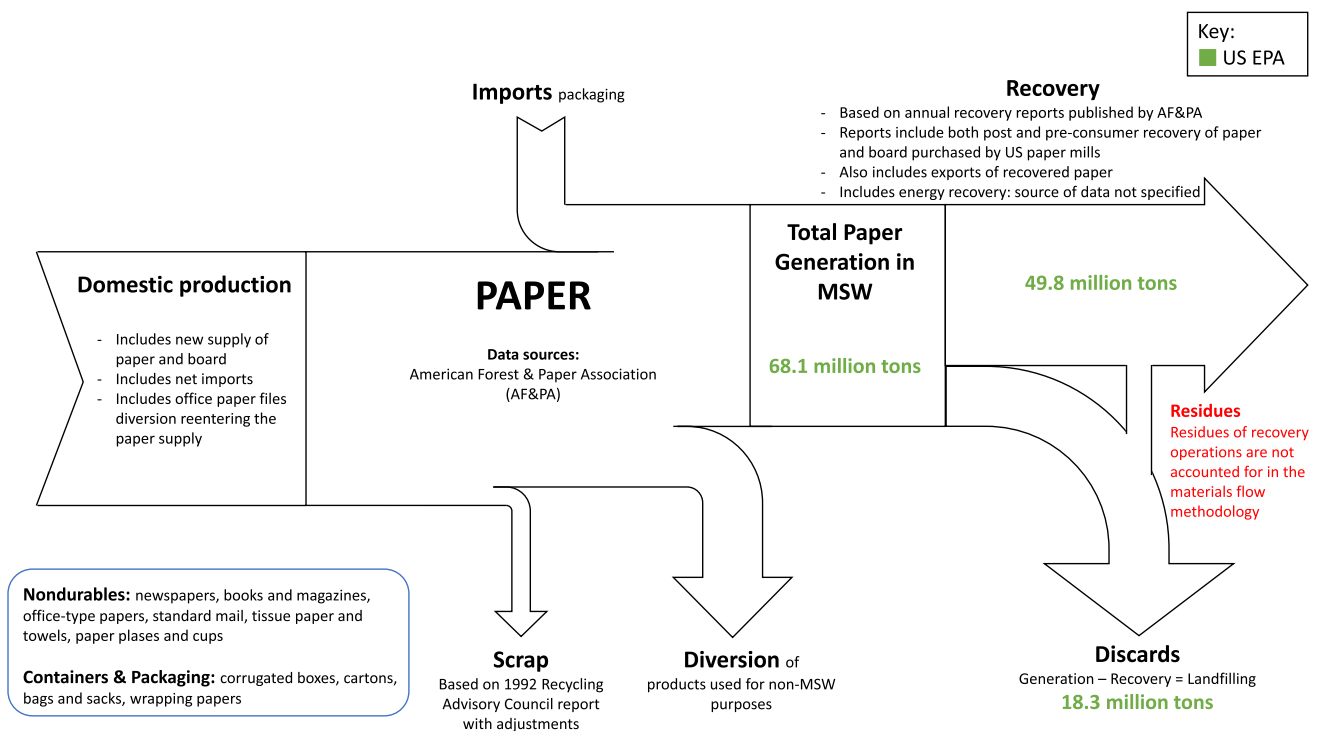 Key:
US EPA
Imports packaging
Recovery
- Based on annual recovery reports published by AF&PA
- Reports include both post and pre-consumer recovery of paper
and board purchased by US paper mills
- Also includes exports of recovered paper
- Includes energy recovery: source of data not specified
Domestic production
- Includes new supply of
paper and board
- Includes net imports
- Includes office paper files
diversion reentering the
paper supply
PAPER
Data sources:
American Forest & Paper Association
(AF&PA)
Total Paper
Generation in
MSW
68.1 million tons
49.8 million tons
Residues
Residues of recovery
operations are not
accounted for in the
materials flow
methodology
Nondurables: newspapers, books and magazines,
office-type papers, standard mail, tissue paper and
towels, paper plases and cups
Containers & Packaging: corrugated boxes, cartons,
bags and sacks, wrapping papers
Scrap
Based on 1992 Recycling
Advisory Council report
with adjustments
Diversion of
products used for non-MSW
purposes
Discards
Generation – Recovery = Landfilling
18.3 million tons